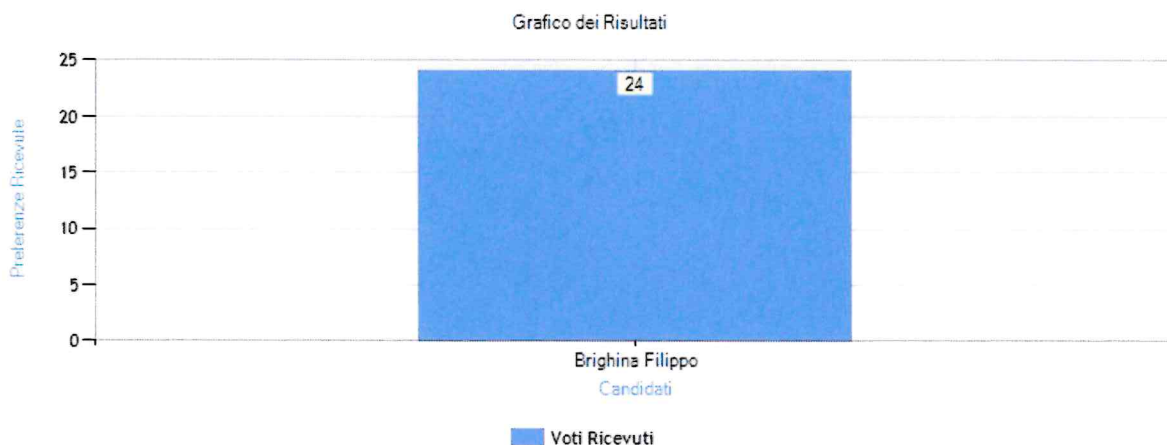 Grafico dei Risultati
Preferenze Ricevute
25
20
15
10
5
0
24
Brighina Filippo
Candidati
Voti Ricevuti